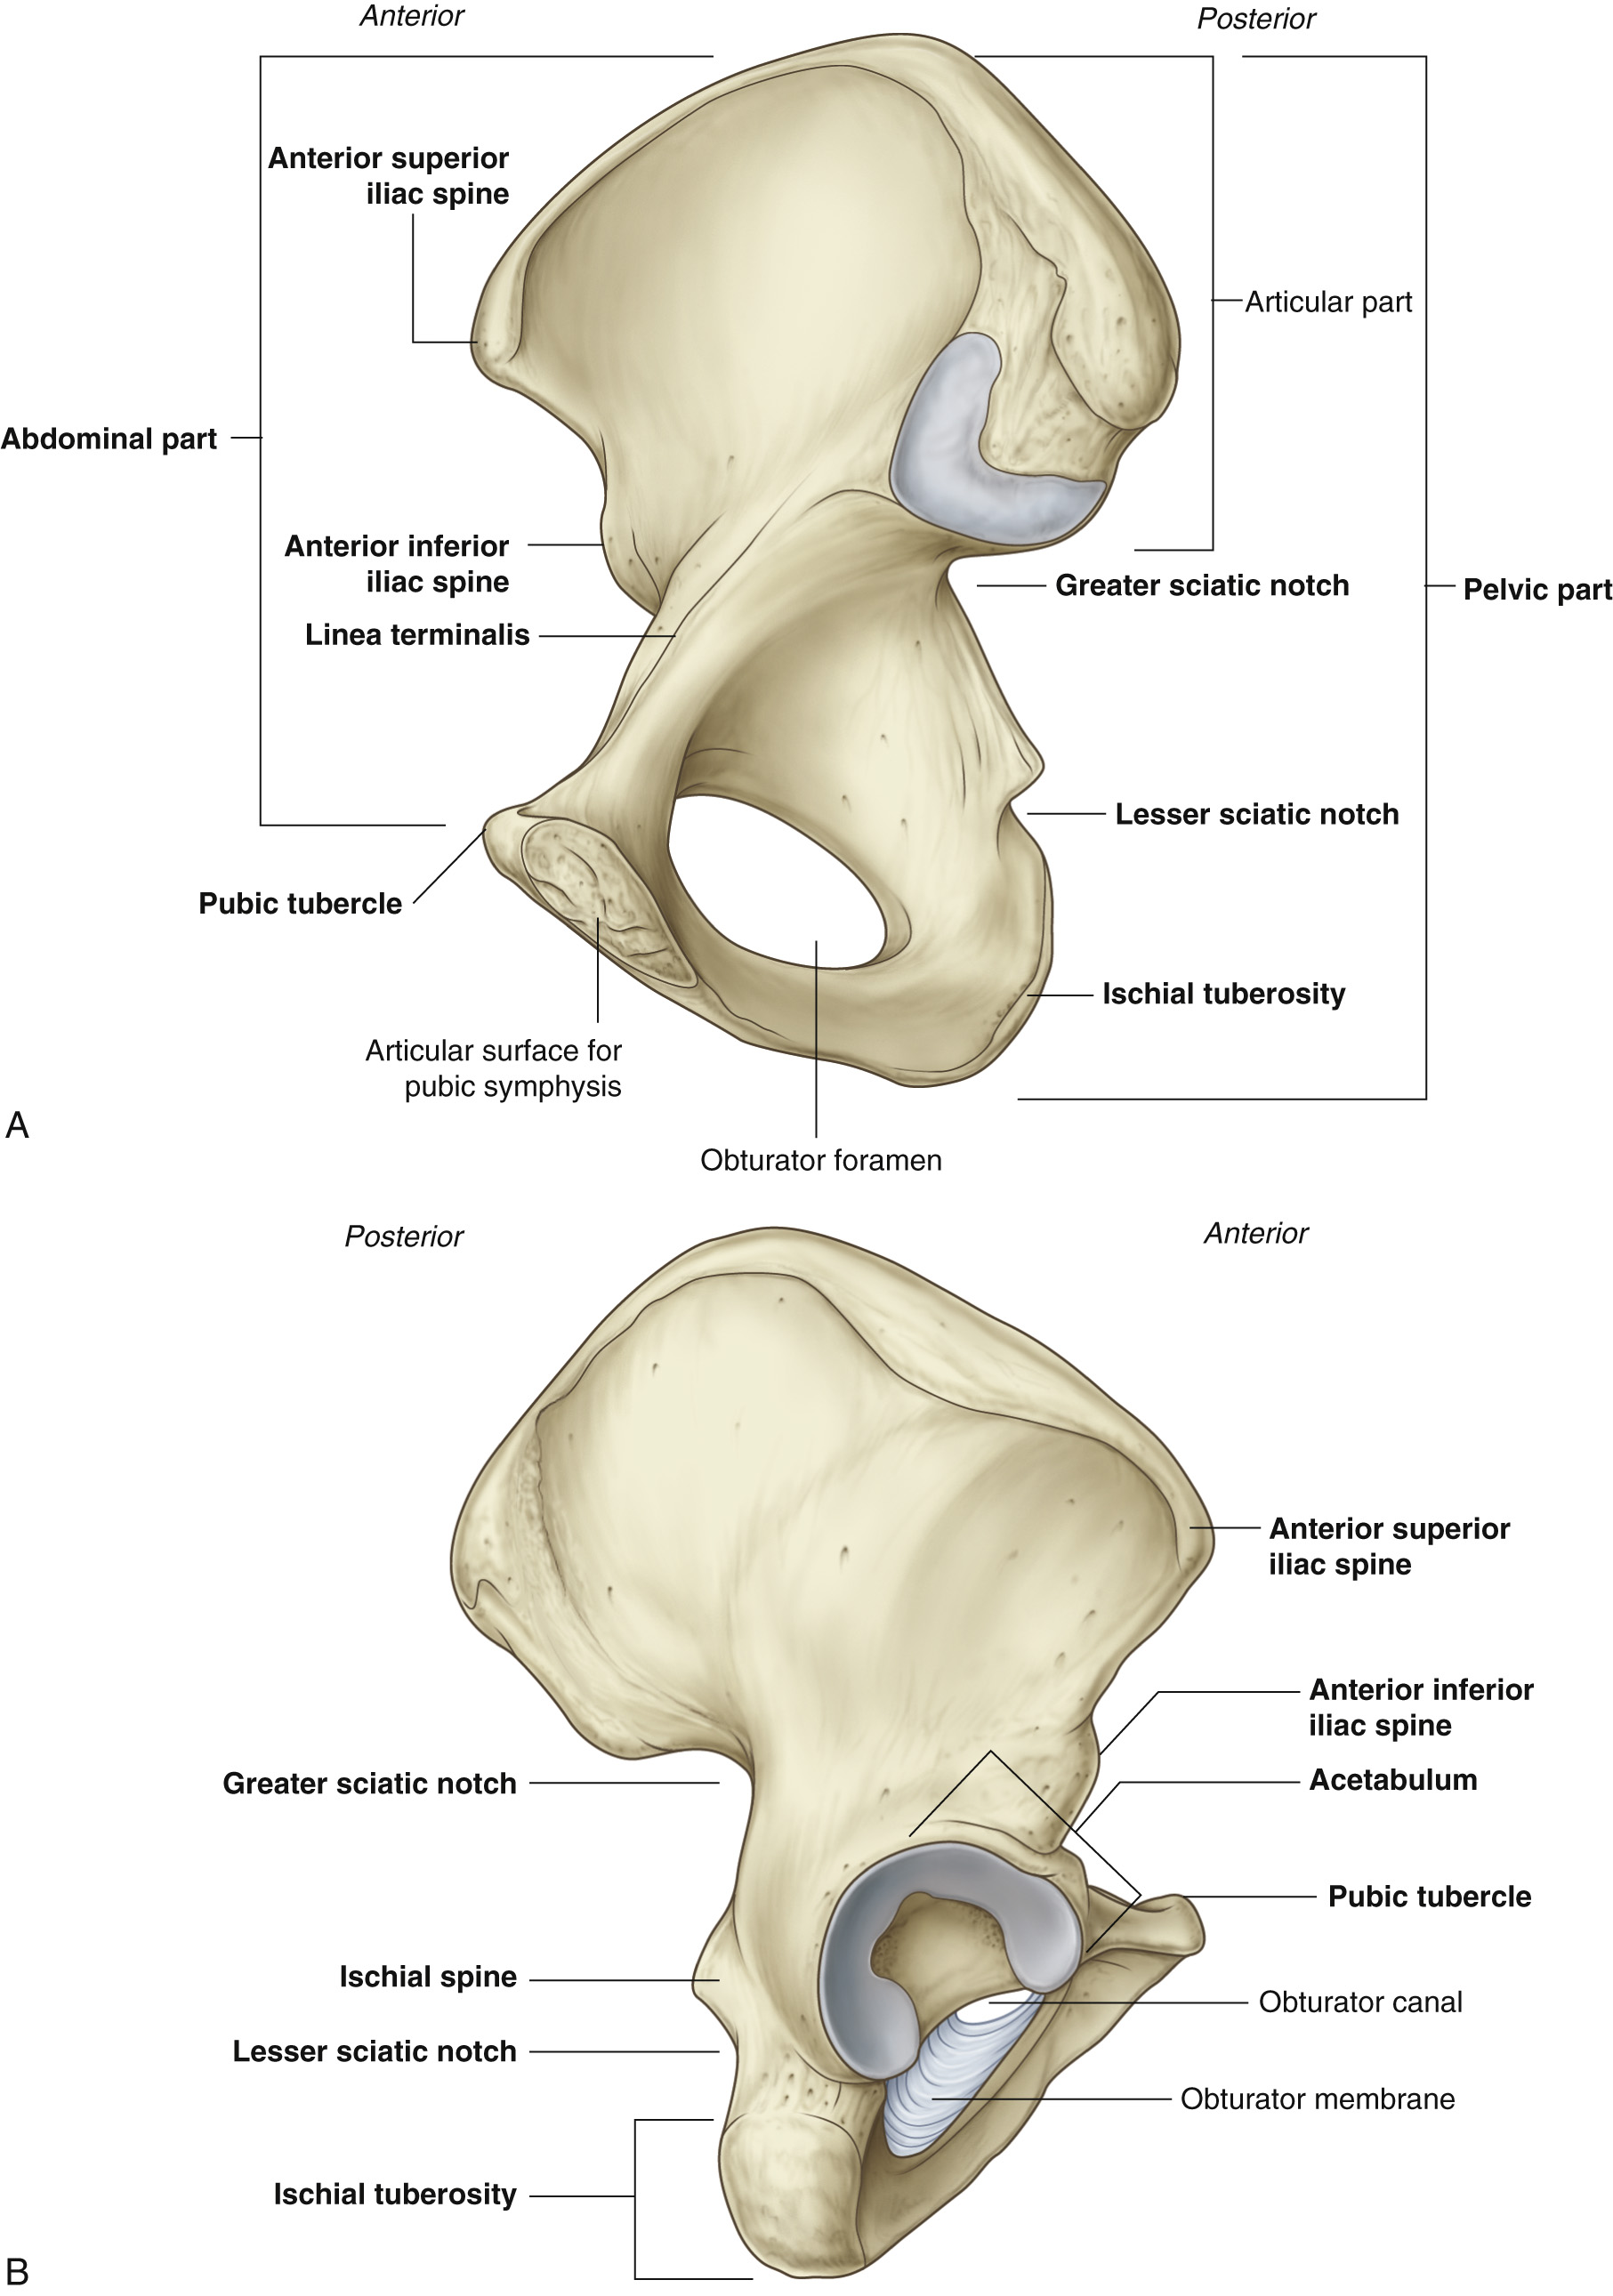 Anterior
Posterior
Anterior superior
iliac spine
Articular part
Abdominal part
Anterior inferior
iliac spine
Greater sciatic notch
Pelvic part
Linea terminalis
Lesser sciatic notch
Pubic tubercle
Ischial tuberosity
Articular surface for
pubic symphysis
A
Obturator foramen
Posterior
Anterior
Anterior superior
iliac spine
Anterior inferior
iliac spine
Greater sciatic notch
Acetabulum
Pubic tubercle
Ischial spine
Obturator canal
Lesser sciatic notch
Obturator membrane
Ischial tuberosity
B